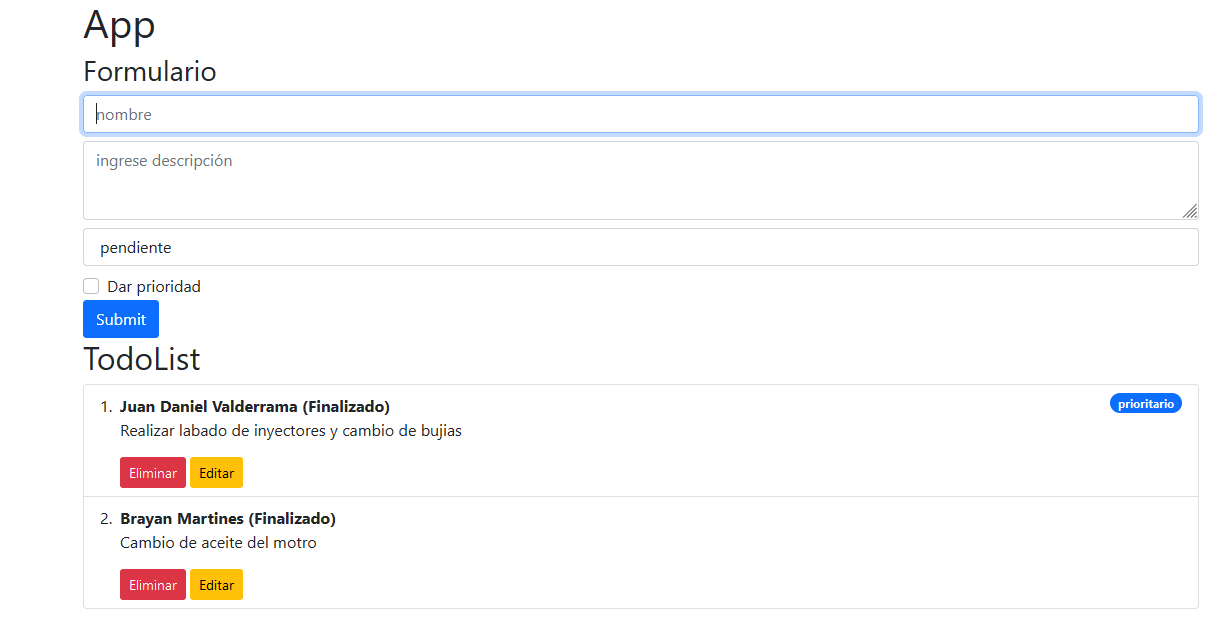 App
Formulario
nombre
ingrese descripción
pendiente
Dar prioridad
Submit
TodoList
1. Juan Daniel Valderrama (Finalizado)
prioritario
Realizar labado de inyectores y cambio de bujias
Eliminar Editar
2. Brayan Martines (Finalizado)
Cambio de aceite del motro
Eliminar Editar